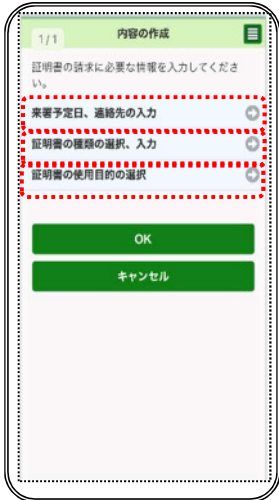 1/1
内容の作成
証明書の請求に必要な情報を入力してくださ
い。
来署予定日、連絡先の入力
証明書の種類の選択、入力
証明書の使用目的の選択
OK
キャンセル